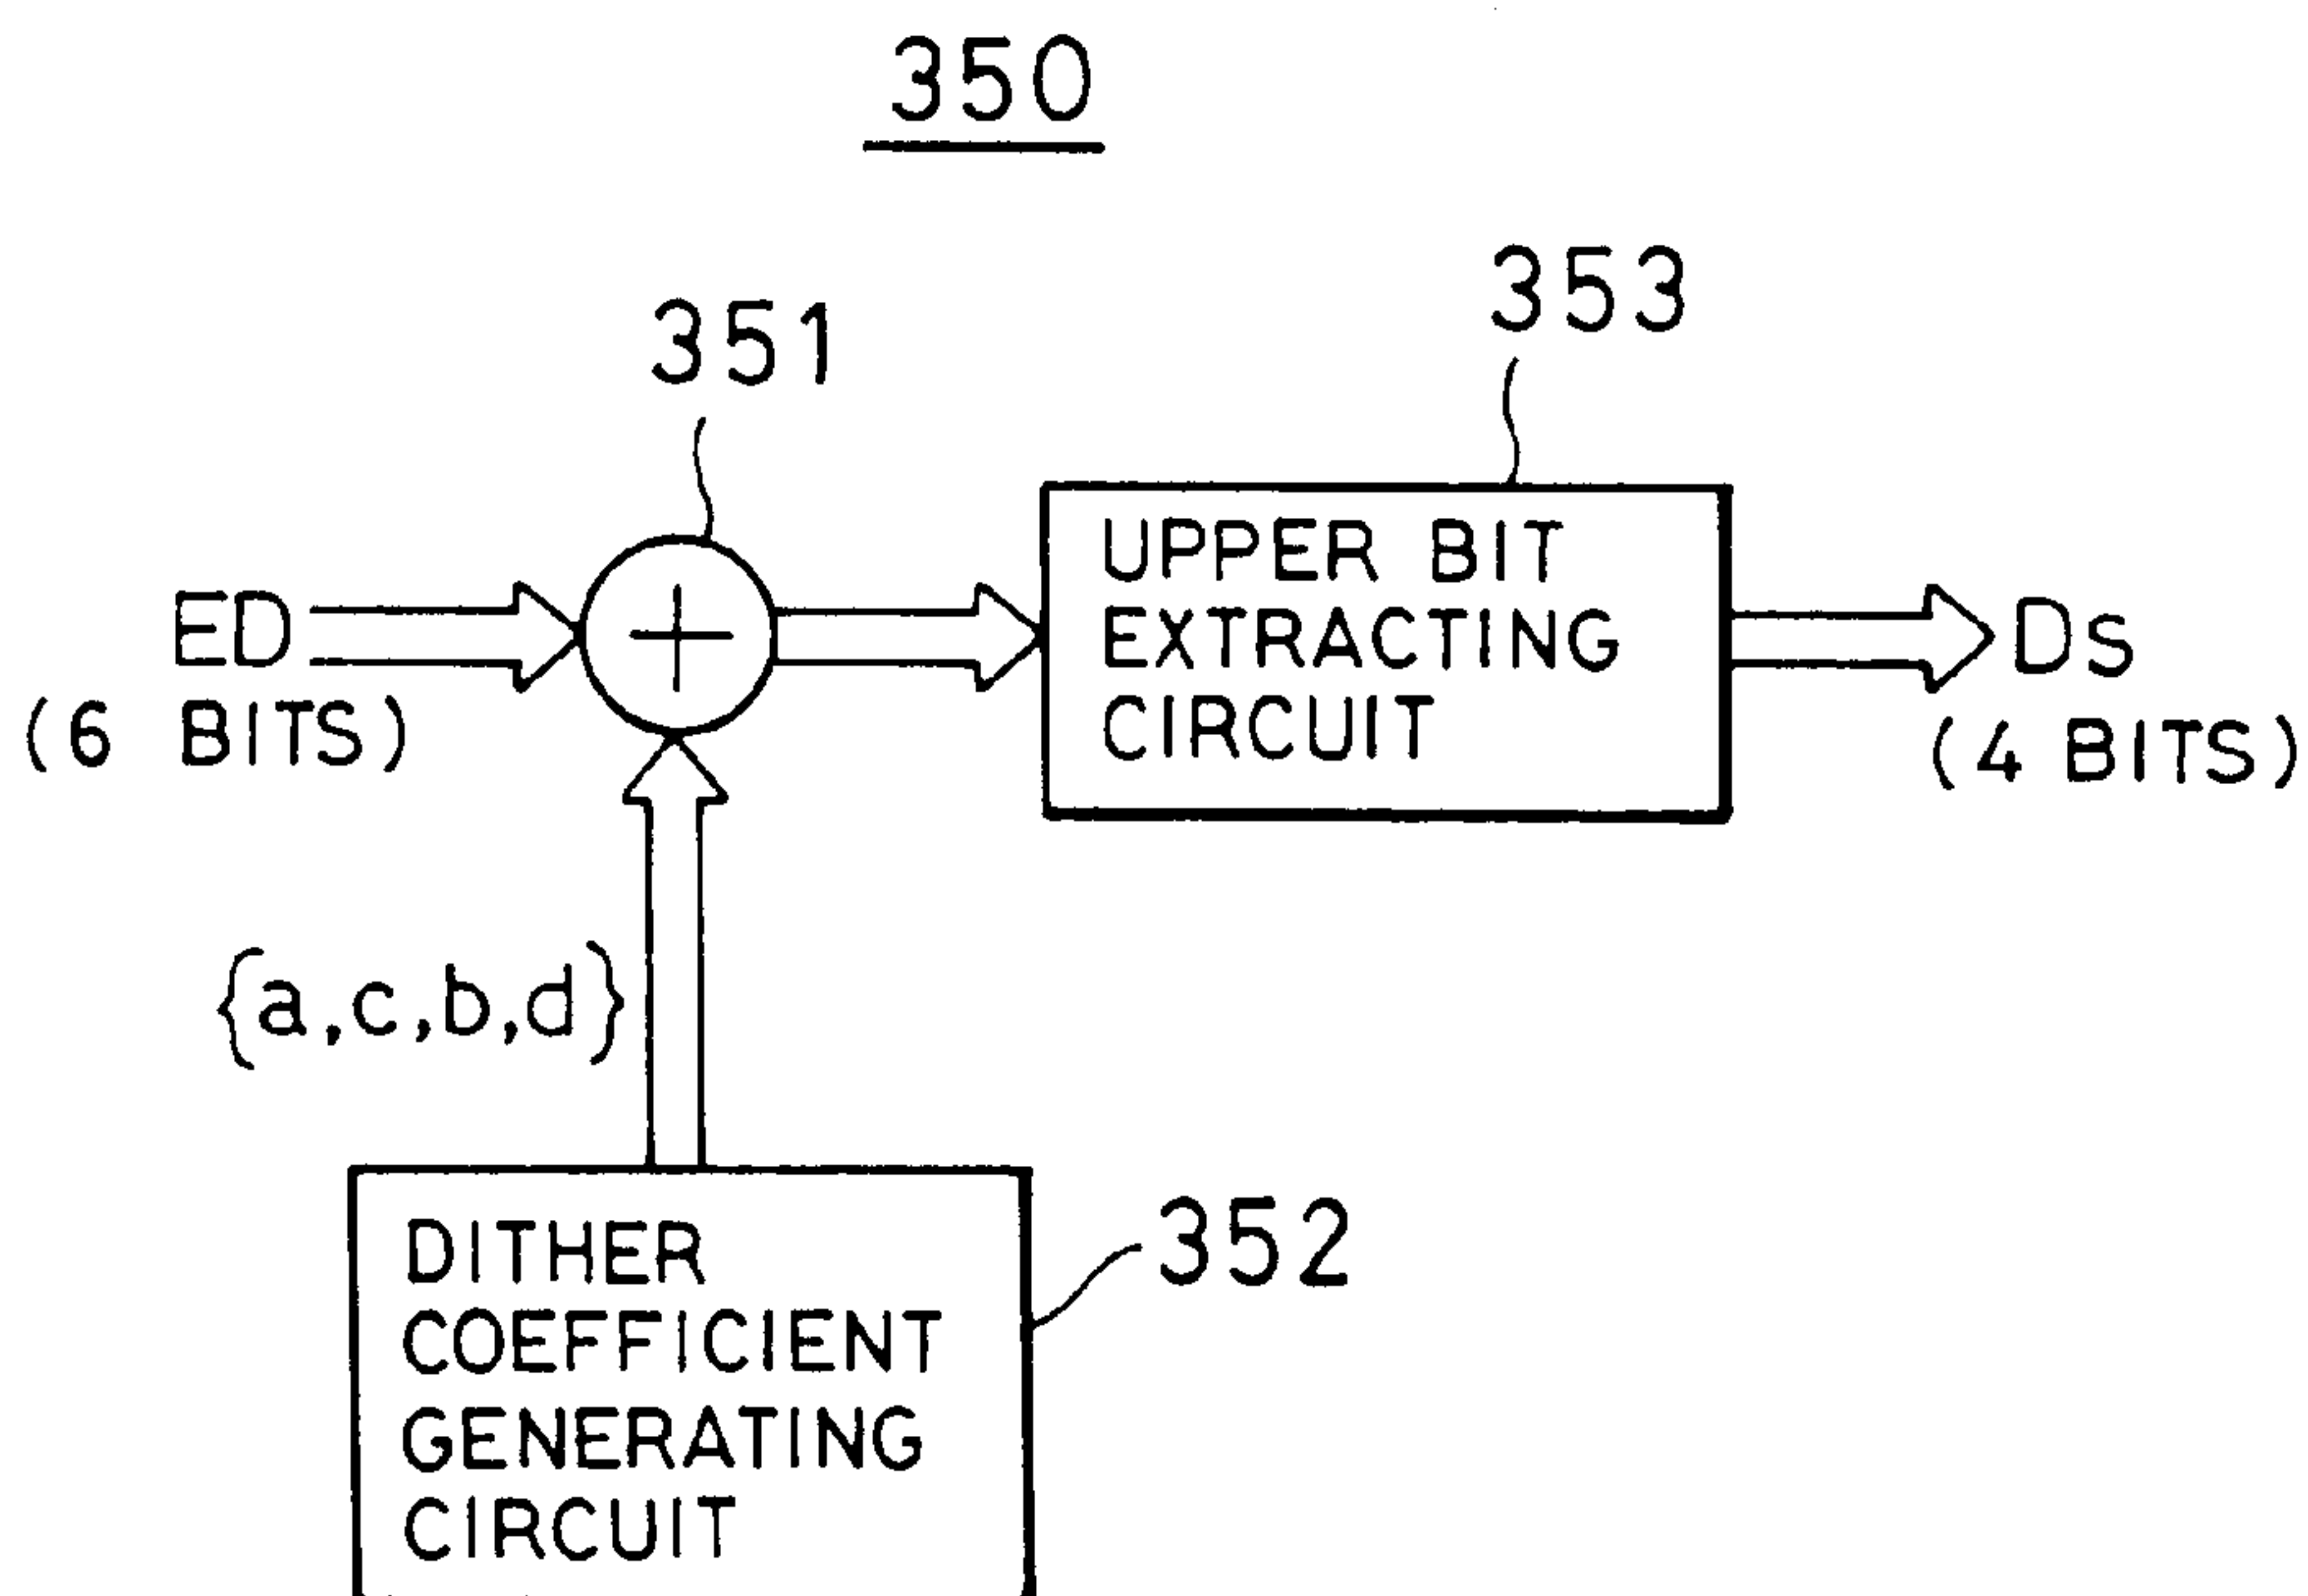 350
353
351
UPPER BIT
EXTRACTING
CIRCUIT
ED
(6 BITS)
Ds
(4 BITS)
{a,c,b,d}
352
DITHER
COEFFICIENT
GENERATING
CIRCUIT